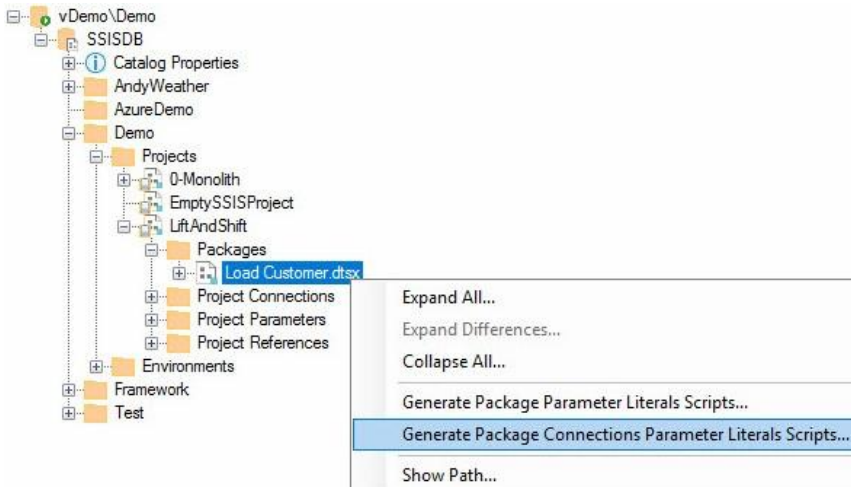 vDemo\Demo
SSISDB
Catalog Properties
AndyWeather
AzureDemo
Demo
Projects
0-Monolith
EmptySSISProject
LiftAndShift
Packages
Load Customer.dtsx
Project Connections
Project Parameters
Project References
Environments
Framework
Test
Expand All...
Expand Differences...
Collapse All...
Generate Package Parameter Literals Scripts...
Generate Package Connections Parameter Literals Scripts...
Show Path...